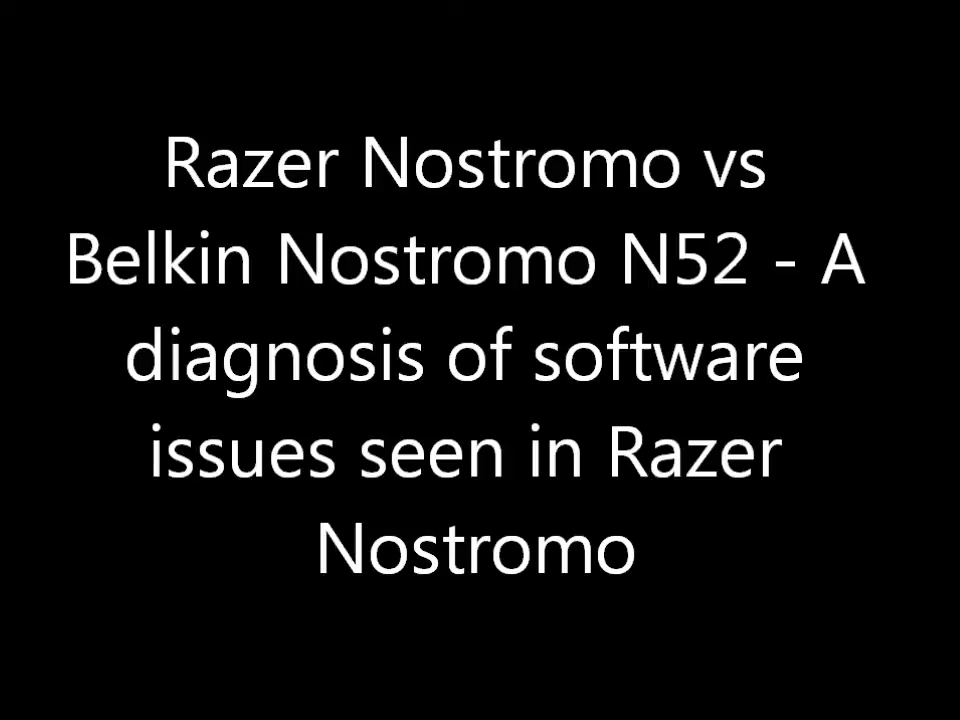 Razer Nostromo vs
Belkin Nostromo N52 - A
diagnosis of software
issues seen in Razer
Nostromo